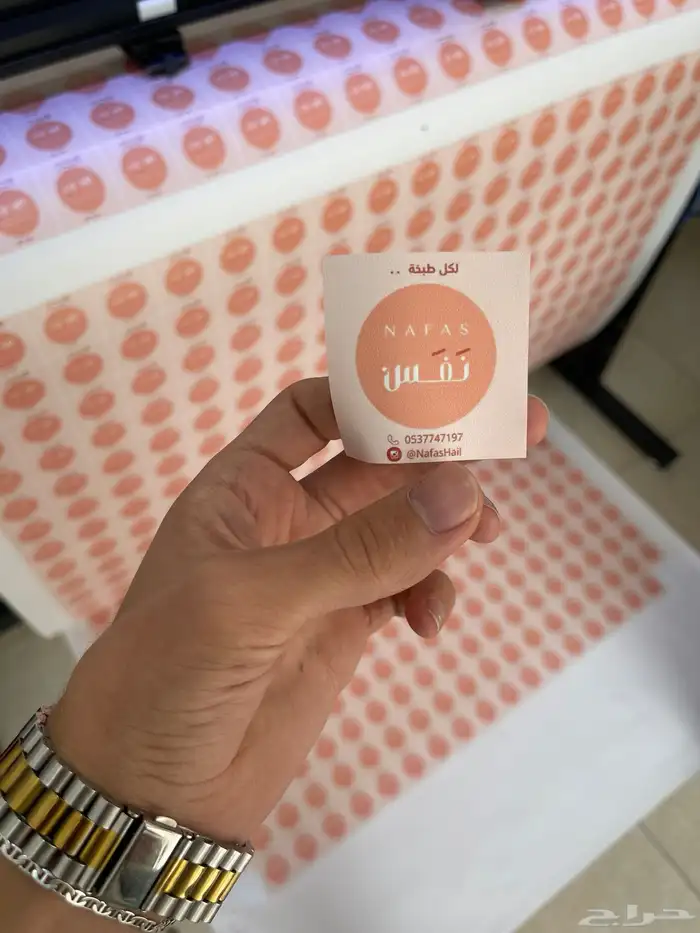 لكل طبخة ..
NAFAS
نَفَس
0537747197
@NafasHail
حراج